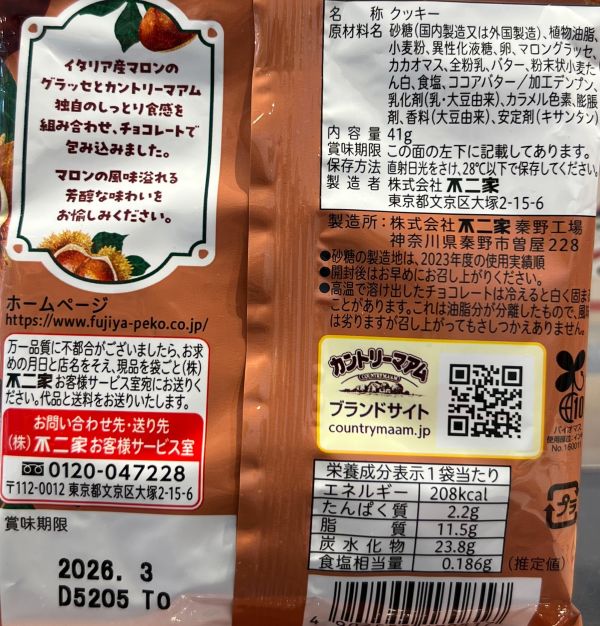 イタリア産マロンの
グラッセとカントリーマアム
独自のしっとり食感を
組み合わせ、チョコレートで
包み込みました。
マロンの風味溢れる
芳醇な味わいを
お愉しみください。
ホームページ
https://www.fujiya-peko.co.jp/
万一品質に不都合がございましたら、お求
めの月日と店名をそえ、現品を袋ごと(株)
不二家お客様サービス室宛にお送りく
ださい。代品と送料をお送りいたします。
お問い合わせ先・送り先
(株)不二家お客様サービス室
0120-047228
〒112-0012 東京都文京区大塚2-15-6
賞味期限
2026. 3
D5205 TO
名称 クッキー
原材料名 砂糖(国内製造又は外国製造)、植物油脂、
小麦粉、異性化液糖、卵、マロングラッセ、
カカオマス、全粉乳、バター、粉末状小麦た
ん白、食塩、ココアバター/加工デンプン、
乳化剤(乳・大豆由来)、カラメル色素、膨脹
剤、香料(大豆由来)、安定剤(キサンタン)
内容量 41g
賞味期限 この面の左下に記載してあります。
保存方法 直射日光をさけ、28℃以下で保存してください。
製造者 株式会社 不二家
東京都文京区大塚2-15-6
製造所:株式会社不二家 秦野工場
神奈川県秦野市曽屋228
●砂糖の製造地は、2023年度の使用実績順
●開封後はお早めにお召し上がりください。
●高温で溶け出したチョコレートは冷えると白く固まる
ことがあります。これは油脂分が分離したもので、風味
は劣りますが召し上がってもさしつかえありません。
カントリーマアム
COUNTRY MAAM
ブランドサイト
countrymaam.jp
バイオマス
No.16001
プラ
栄養成分表示1袋当たり
エネルギー 208kcal
たんぱく質 2.2g
脂質 11.5g
炭水化物 23.8g
食塩相当量 0.186g (推定値)